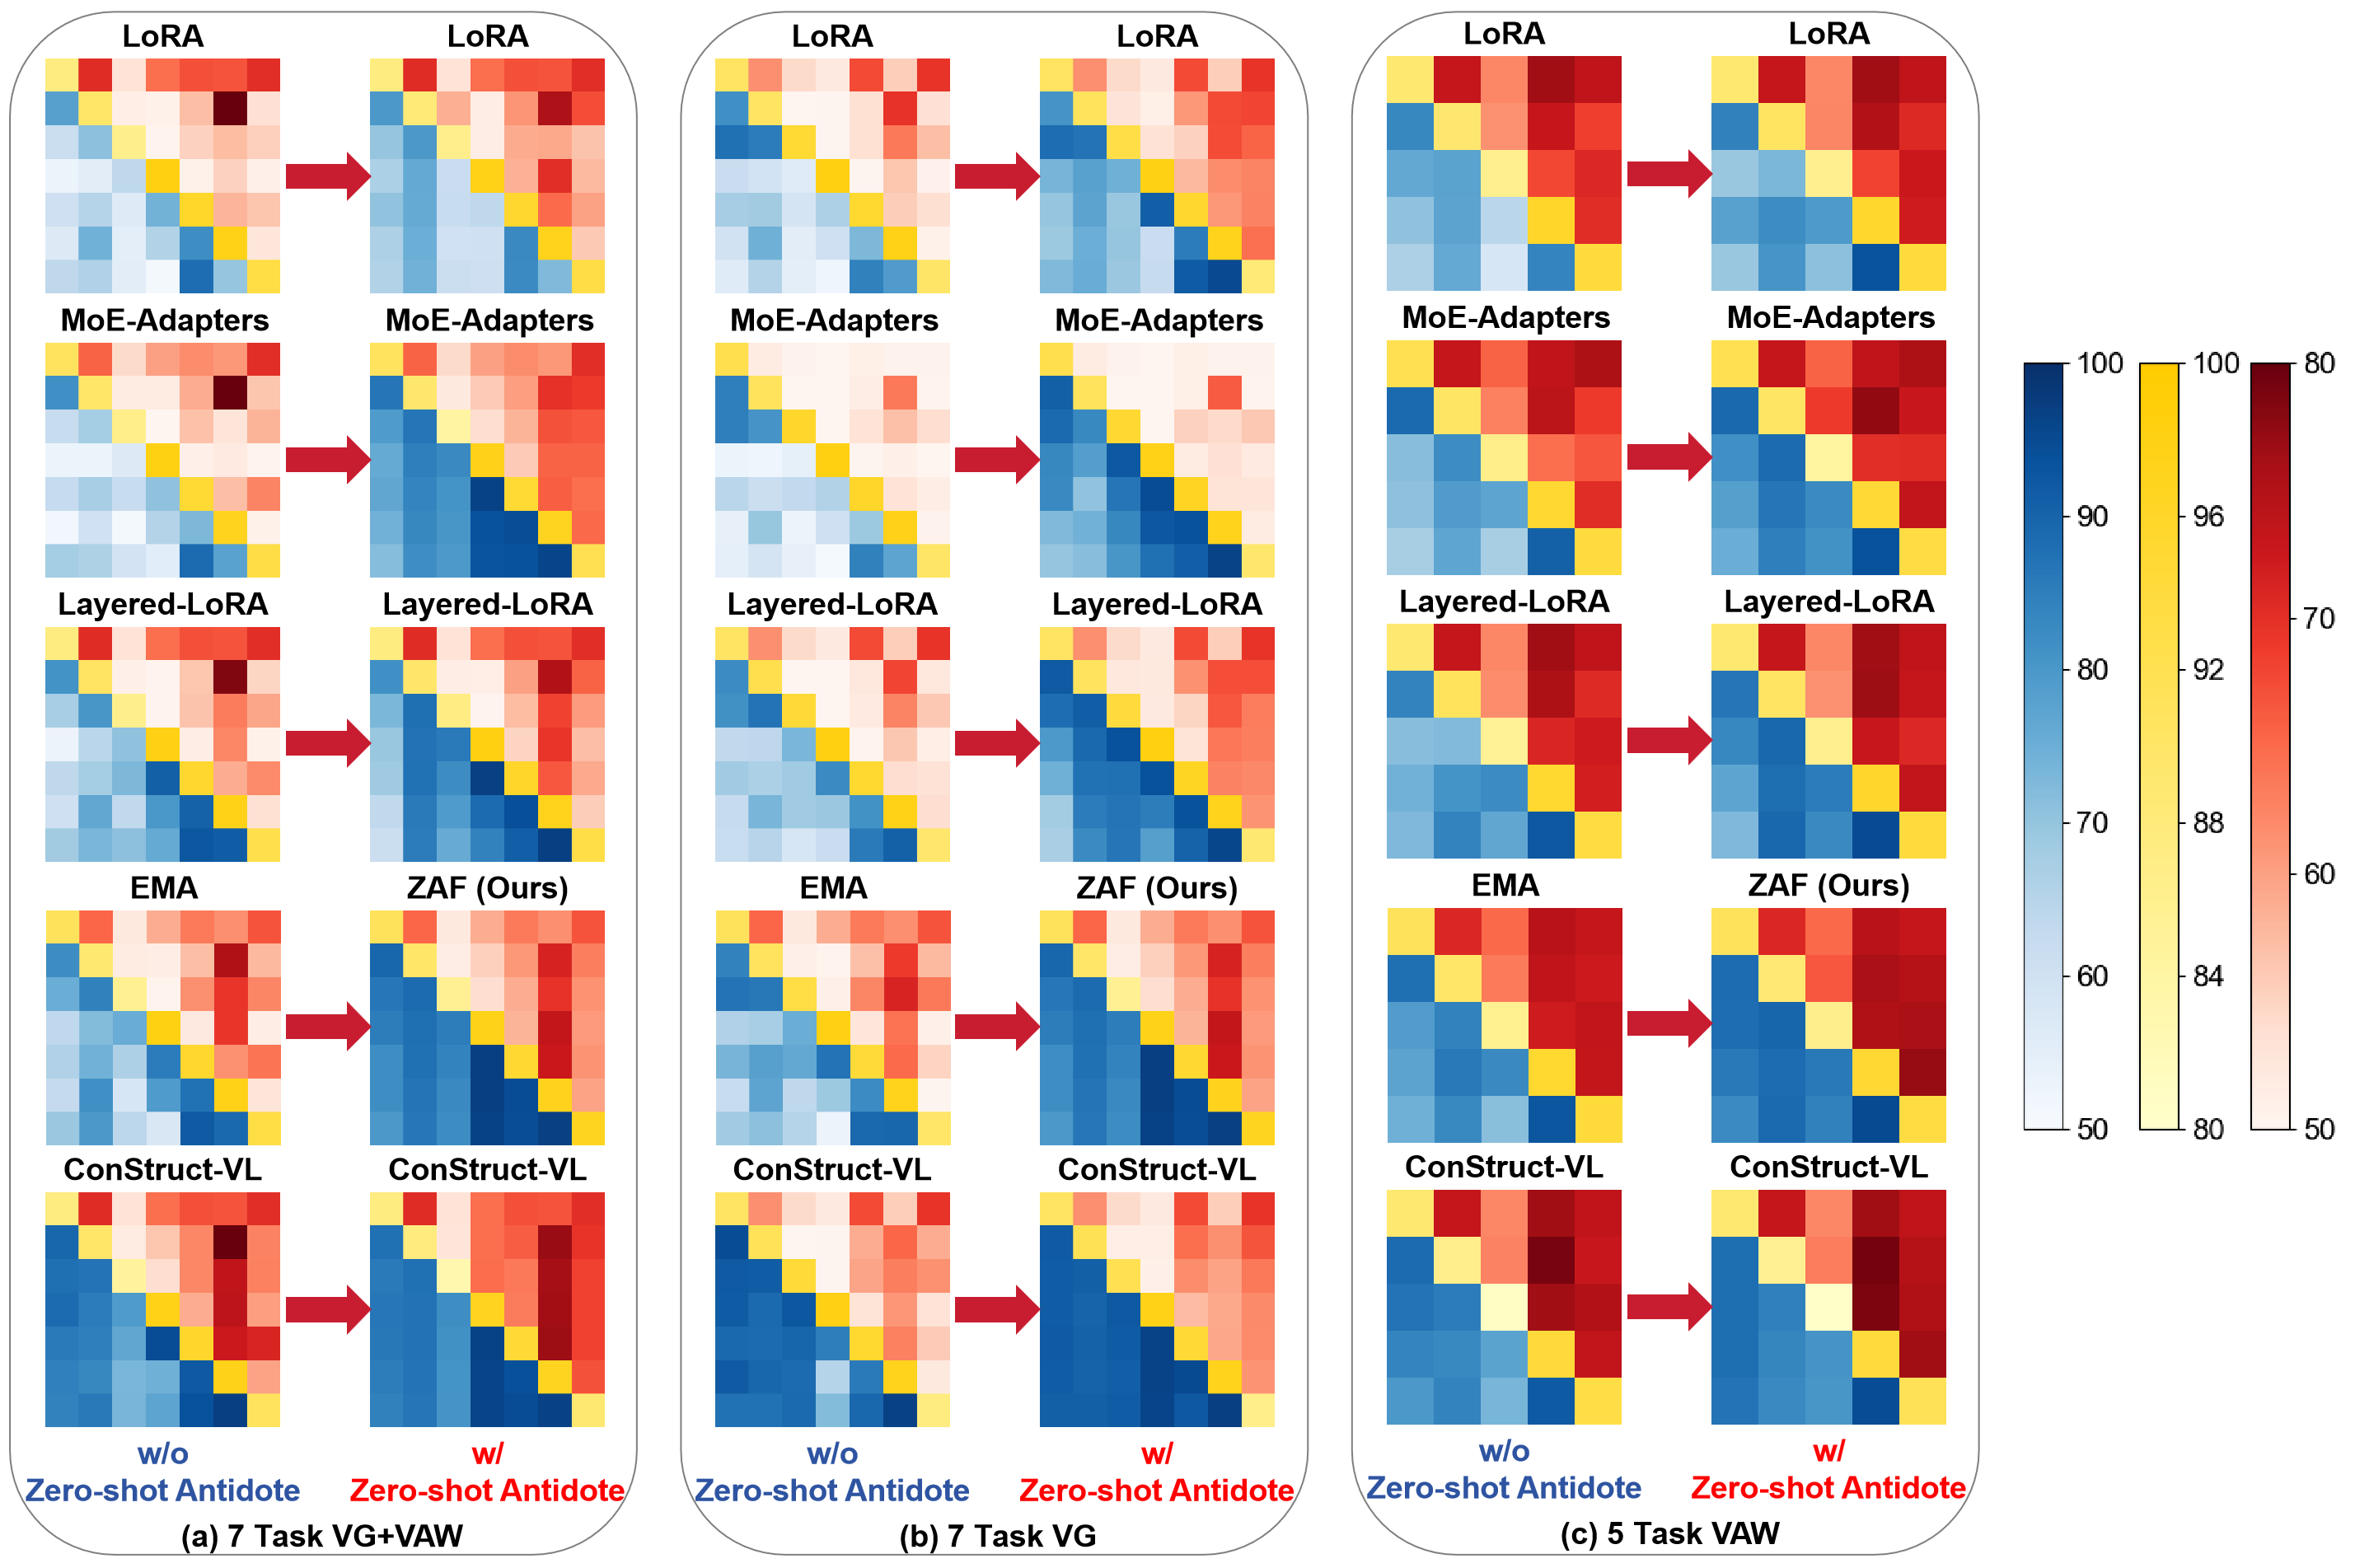 LoRA LoRA
MoE-Adapters MoE-Adapters
Layered-LoRA Layered-LoRA
EMA ZAF (Ours)
ConStruct-VL ConStruct-VL
w/o w/
Zero-shot Antidote Zero-shot Antidote
(a) 7 Task VG+VAW
LoRA LoRA
MoE-Adapters MoE-Adapters
Layered-LoRA Layered-LoRA
EMA ZAF (Ours)
ConStruct-VL ConStruct-VL
w/o w/
Zero-shot Antidote Zero-shot Antidote
(b) 7 Task VG
LoRA LoRA
MoE-Adapters MoE-Adapters
Layered-LoRA Layered-LoRA
EMA ZAF (Ours)
ConStruct-VL ConStruct-VL
w/o w/
Zero-shot Antidote Zero-shot Antidote
(c) 5 Task VAW
100
90
80
70
60
50
100
96
92
88
84
80
80
70
60
50